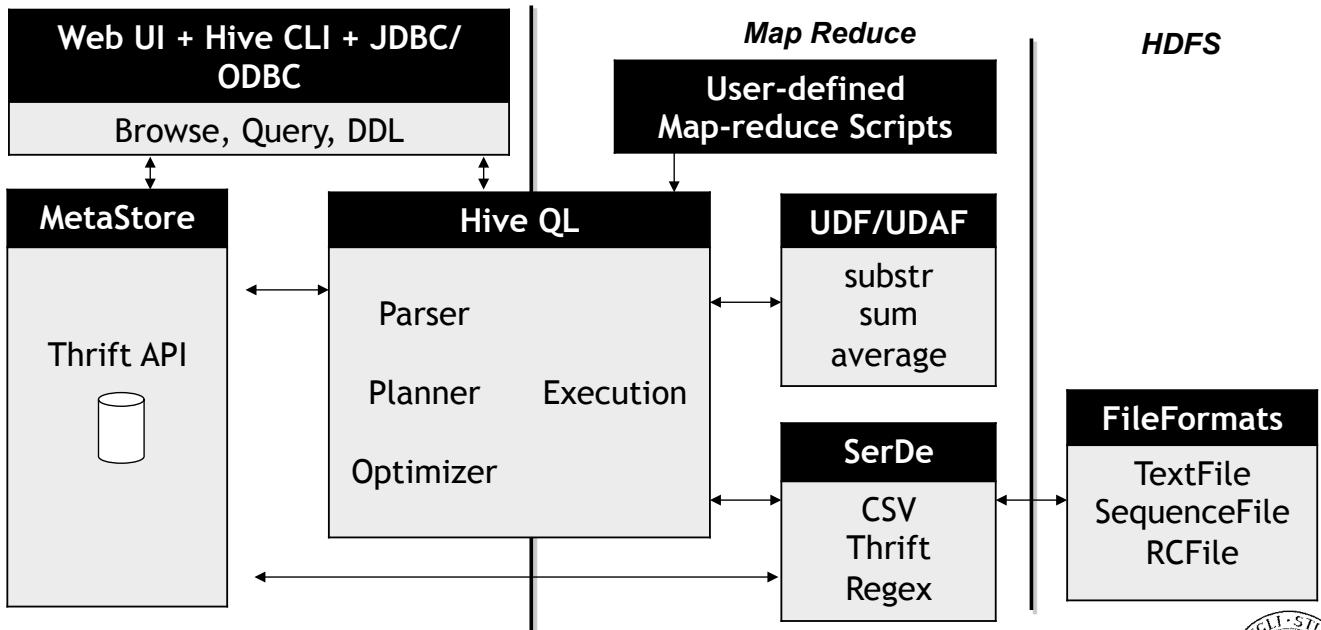 Web UI + Hive CLI + JDBC/
ODBC
Browse, Query, DDL
Map Reduce
HDFS
User-defined
Map-reduce Scripts
MetaStore
Thrift API
Hive QL
Parser
Planner
Execution
Optimizer
UDF/UDAF
substr
sum
average
SerDe
CSV
Thrift
Regex
FileFormats
TextFile
SequenceFile
RCFile